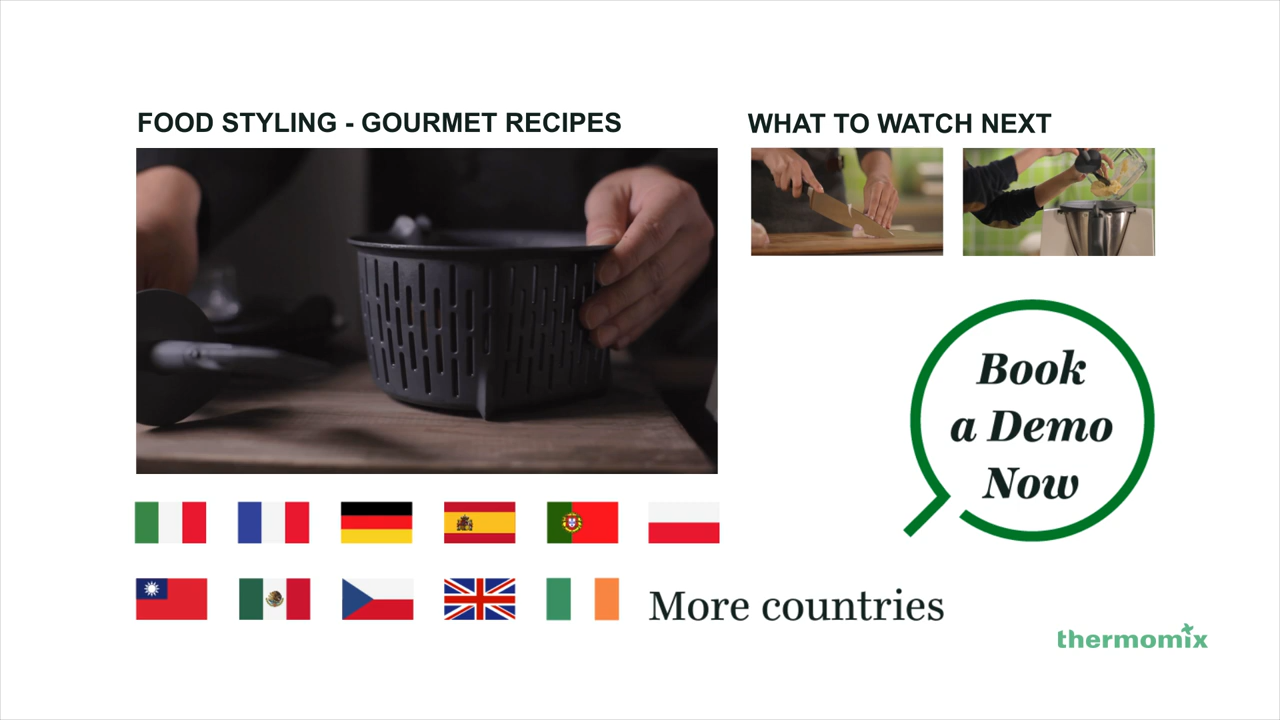 FOOD STYLING - GOURMET RECIPES
WHAT TO WATCH NEXT
Book
a Demo
Now
More countries
thermomix